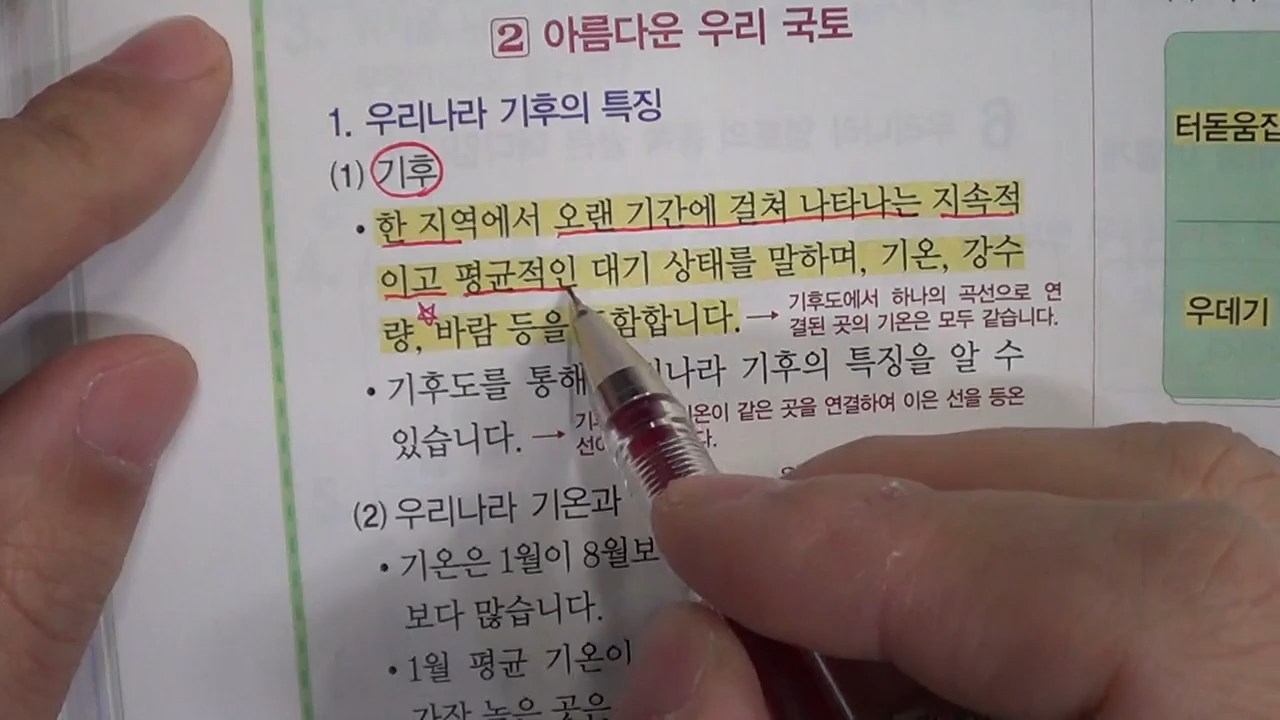 2 아름다운 우리 국토
1. 우리나라 기후의 특징
(1) 기후
• 한 지역에서 오랜 기간에 걸쳐 나타나는 지속적
이고 평균적인 대기 상태를 말하며, 기온, 강수
량, 바람 등을 함합니다. → 기후도에서 하나의 곡선으로 연
결된 곳의 기온은 모두 같습니다.
• 기후도를 통해 나라 기후의 특징을 알 수
있습니다. → 온이 같은 곳을 연결하여 이은 선을 등온
(2) 우리나라 기온과
• 기온은 1월이 8월보
보다 많습니다.
• 1월 평균 기온이
가장 높은 곳은
터돋움집
우데기